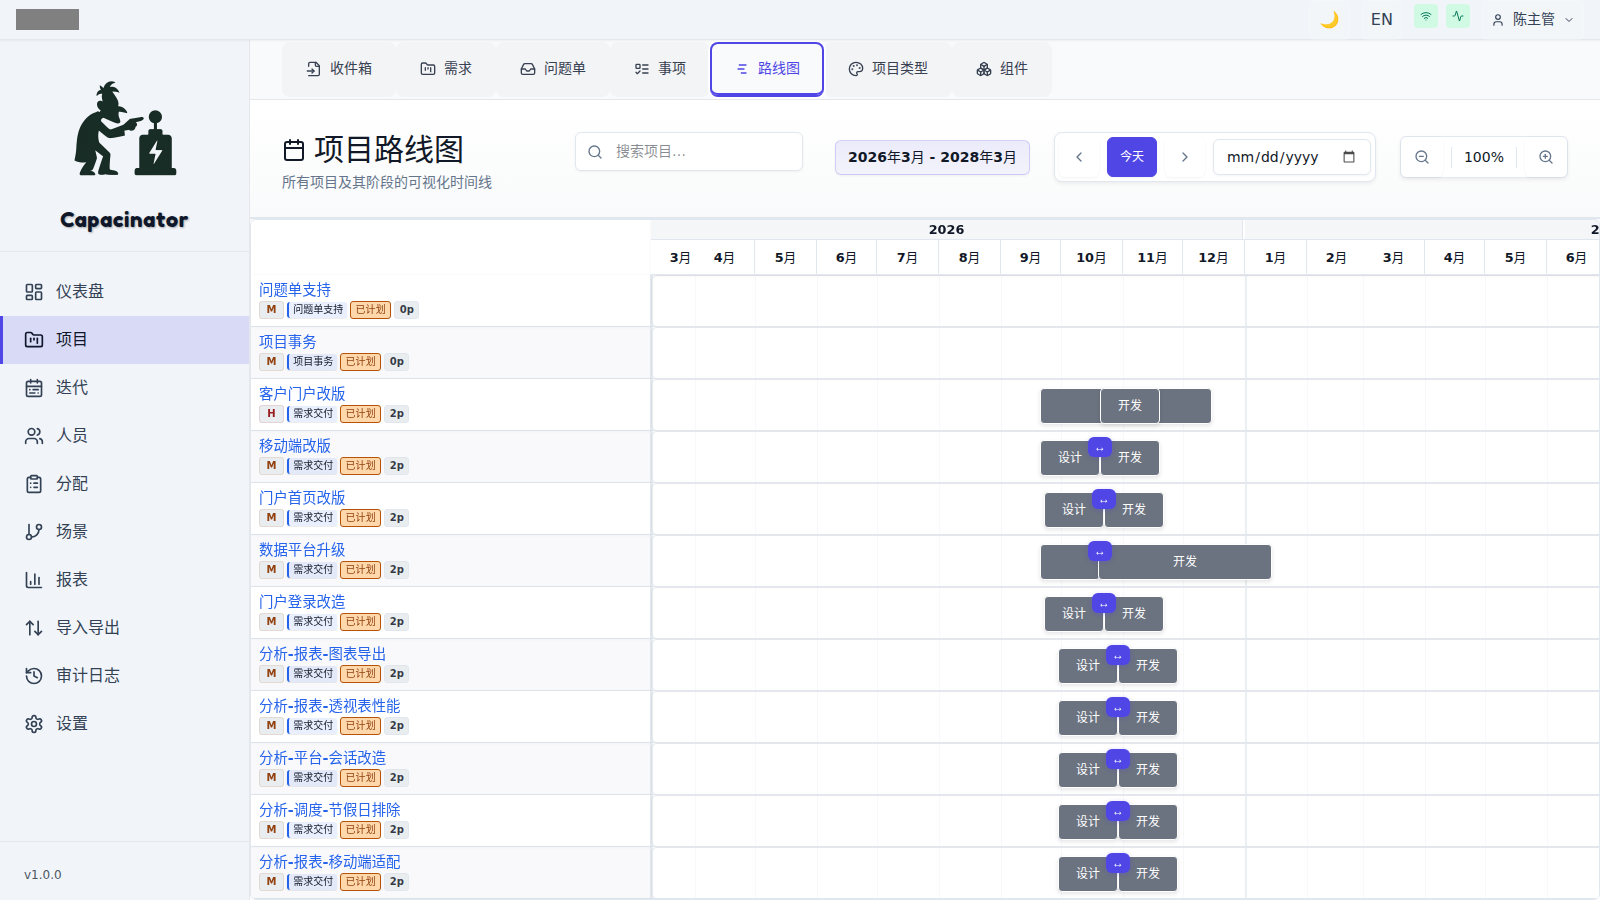 EN
陈主管
Capacinator
仪表盘
项目
迭代
人员
分配
场景
报表
导入导出
审计日志
设置
v1.0.0
收件箱
需求
问题单
事项
路线图
项目类型
组件
项目路线图
所有项目及其阶段的可视化时间线
搜索项目...
2026年3月 - 2028年3月
今天
mm/dd/yyyy
100%
2026
2
3月 4月 5月 6月 7月 8月 9月 10月 11月 12月 1月 2月 3月 4月 5月 6月
问题单支持
M 问题单支持 已计划 0p
项目事务
M 项目事务 已计划 0p
客户门户改版
H 需求交付 已计划 2p
开发
移动端改版
M 需求交付 已计划 2p
设计 ↔ 开发
门户首页改版
M 需求交付 已计划 2p
设计 ↔ 开发
数据平台升级
M 需求交付 已计划 2p
↔ 开发
门户登录改造
M 需求交付 已计划 2p
设计 ↔ 开发
分析-报表-图表导出
M 需求交付 已计划 2p
设计 ↔ 开发
分析-报表-透视表性能
M 需求交付 已计划 2p
设计 ↔ 开发
分析-平台-会话改造
M 需求交付 已计划 2p
设计 ↔ 开发
分析-调度-节假日排除
M 需求交付 已计划 2p
设计 ↔ 开发
分析-报表-移动端适配
M 需求交付 已计划 2p
设计 ↔ 开发